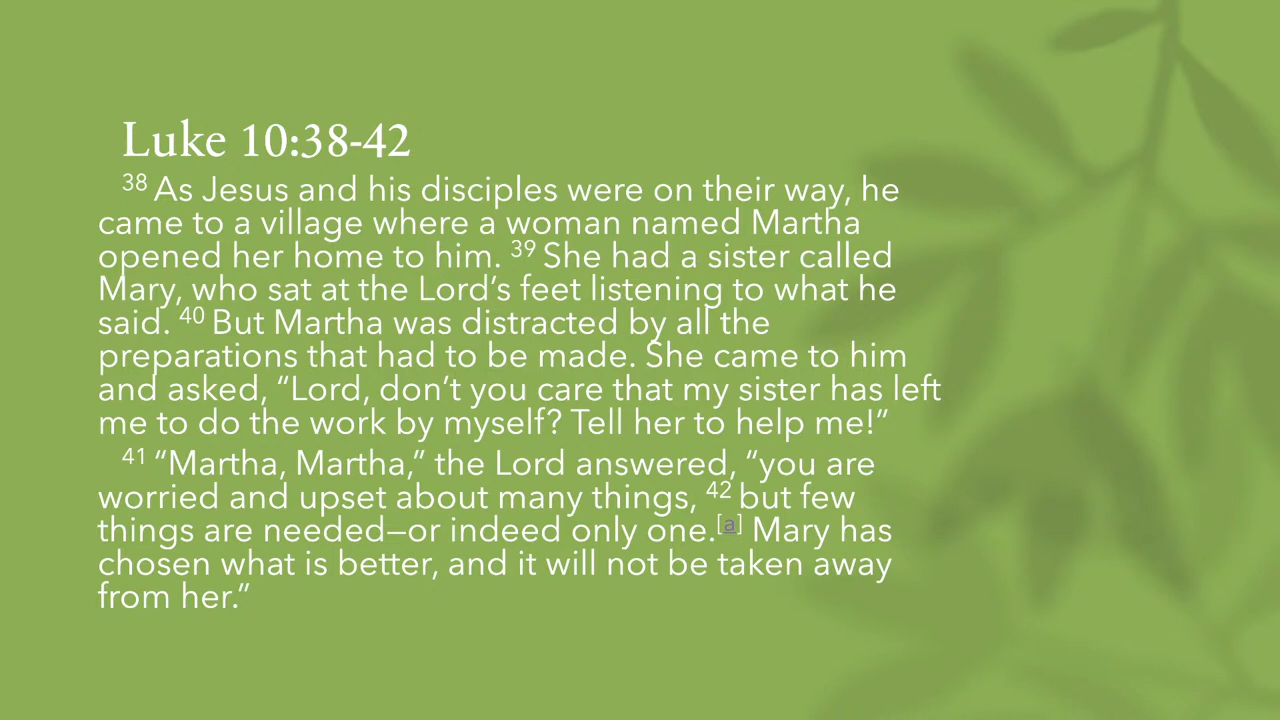 Luke 10:38-42
38 As Jesus and his disciples were on their way, he
came to a village where a woman named Martha
opened her home to him. 39 She had a sister called
Mary, who sat at the Lord’s feet listening to what he
said. 40 But Martha was distracted by all the
preparations that had to be made. She came to him
and asked, “Lord, don’t you care that my sister has left
me to do the work by myself? Tell her to help me!”
41 “Martha, Martha,” the Lord answered, “you are
worried and upset about many things, 42 but few
things are needed—or indeed only one.[a] Mary has
chosen what is better, and it will not be taken away
from her.”